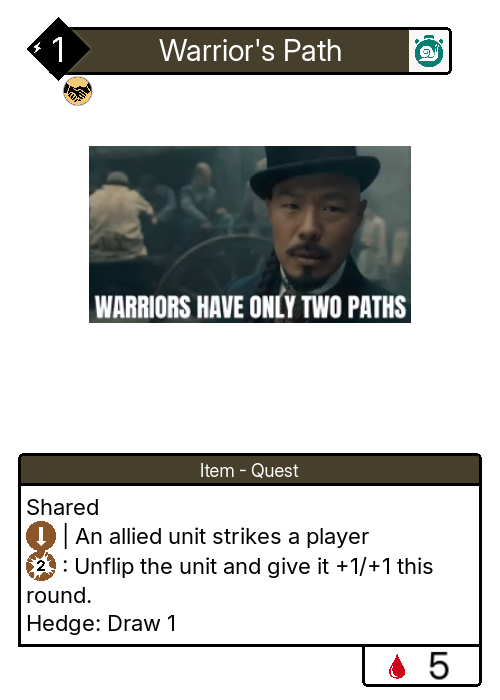 1
Warrior's Path
WARRIORS HAVE ONLY TWO PATHS
Item - Quest
Shared
| An allied unit strikes a player
2 : Unflip the unit and give it +1/+1 this
round.
Hedge: Draw 1
5